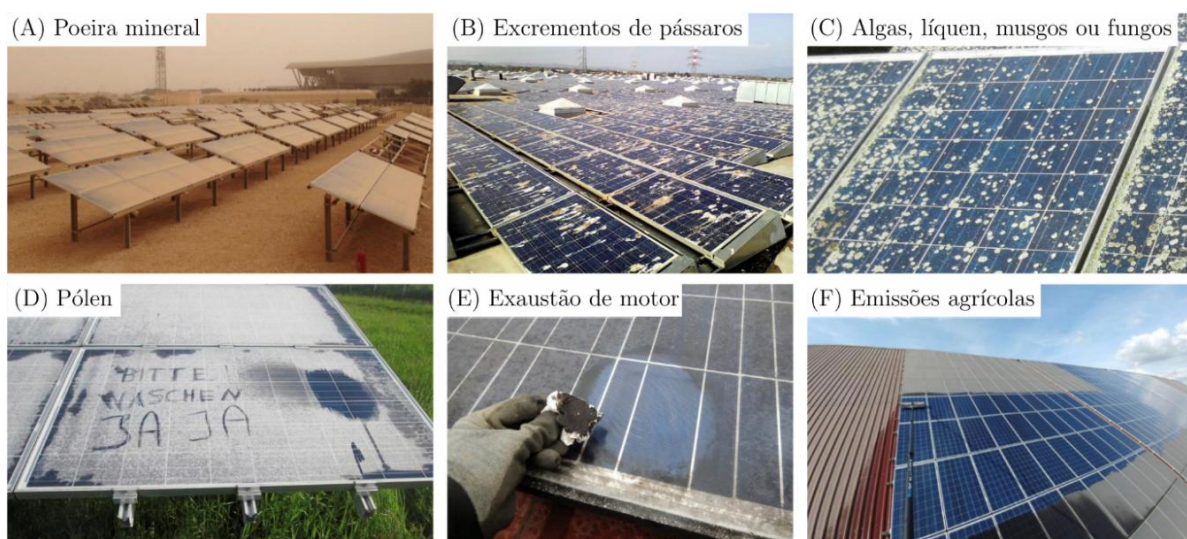 (A) Poeira mineral
(B) Excrementos de pássaros
(C) Algas, líquen, musgos ou fungos
(D) Pólen
BITTE!
WASCHEN
JA JA
(E) Exaustão de motor
(F) Emissões agrícolas